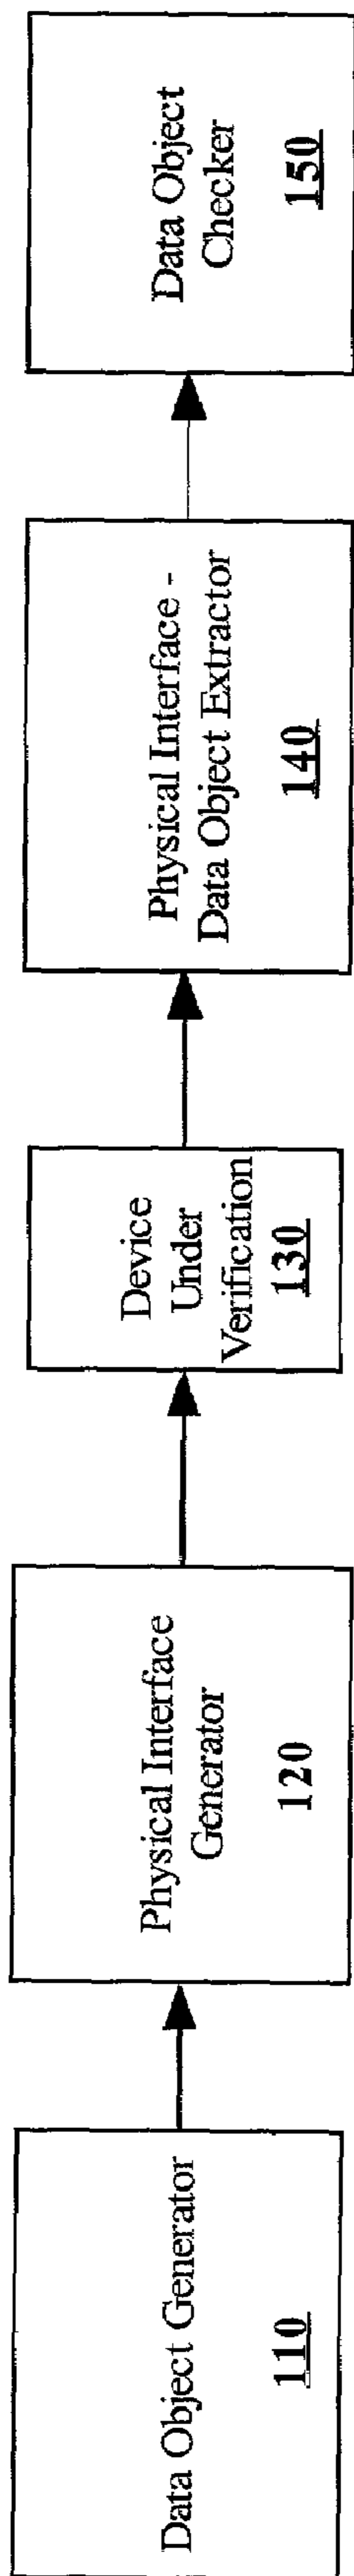 Data Object Generator
110
Physical Interface
Generator
120
Device
Under
Verification
130
Physical Interface -
Data Object Extractor
140
Data Object
Checker
150